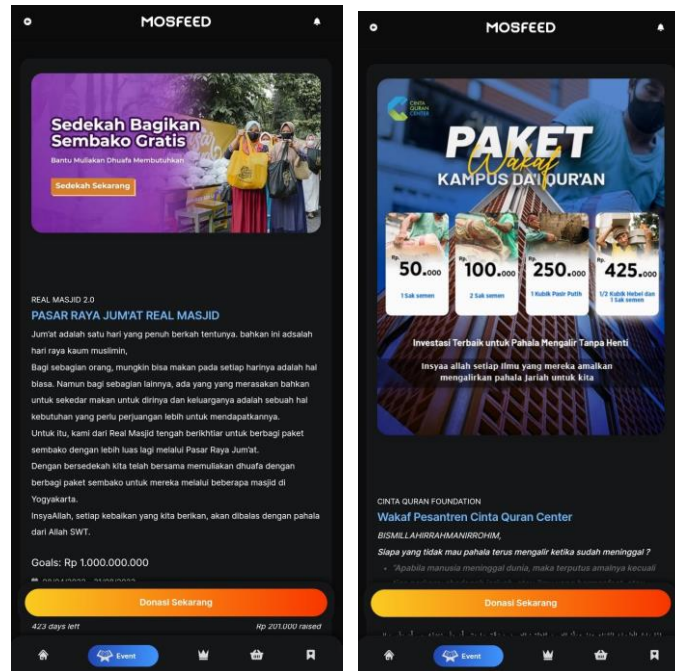 MOSFEED
Sedekah Bagikan
Sembako Gratis
Bantu Muliakan Dhuafa Membutuhkan
Sedekah Sekarang
REAL MASJID 2.0
PASAR RAYA JUM'AT REAL MASJID
Jum'at adalah satu hari yang penuh berkah tentunya. bahkan ini adsalah
hari raya kaum muslimin,
Bagi sebagian orang, mungkin bisa makan pada setiap harinya adalah hal
biasa. Namun bagi sebagian lainnya, ada yang yang merasakan bahkan
untuk sekedar makan untuk dirinya dan keluarganya adalah sebuah hal
kebutuhan yang perlu perjuangan lebih untuk mendapatkannya.
Untuk itu, kami dari Real Masjid tengah berikhtiar untuk berbagi paket
sembako dengan lebih luas lagi melalui Pasar Raya Jum'at.
Dengan bersedekah kita telah bersama memuliakan dhuafa dengan
berbagi paket sembako untuk mereka melalui beberapa masjid di
Yogyakarta.
InsyaAllah, setiap kebaikan yang kita berikan, akan dibalas dengan pahala
dari Allah SWT.
Goals: Rp 1.000.000.000
Donasi Sekarang
423 days left
Rp 201.000 raised
Event
MOSFEED
CINTA
QURAN
CENTER
PAKET
Wakaf
KAMPUS DA'I QUR'AN
Rp.
50.000
1 Sak semen
Rp.
100.000
2 Sak semen
Rp.
250.000
1 Kubik Pasir Putih
Rp.
425.000
1/2 Kubik Hebel dan
1 Sak semen
Investasi Terbaik untuk Pahala Mengalir Tanpa Henti
Insyaa allah setiap Ilmu yang mereka amalkan
mengalirkan pahala Jariah untuk kita
CINTA QURAN FOUNDATION
Wakaf Pesantren Cinta Quran Center
BISMILLAHIRRAHMANIRROHIM,
Siapa yang tidak mau pahala terus mengalir ketika sudah meninggal ?
"Apabila manusia meninggal dunia, maka terputus amalnya kecuali
Donasi Sekarang
Event